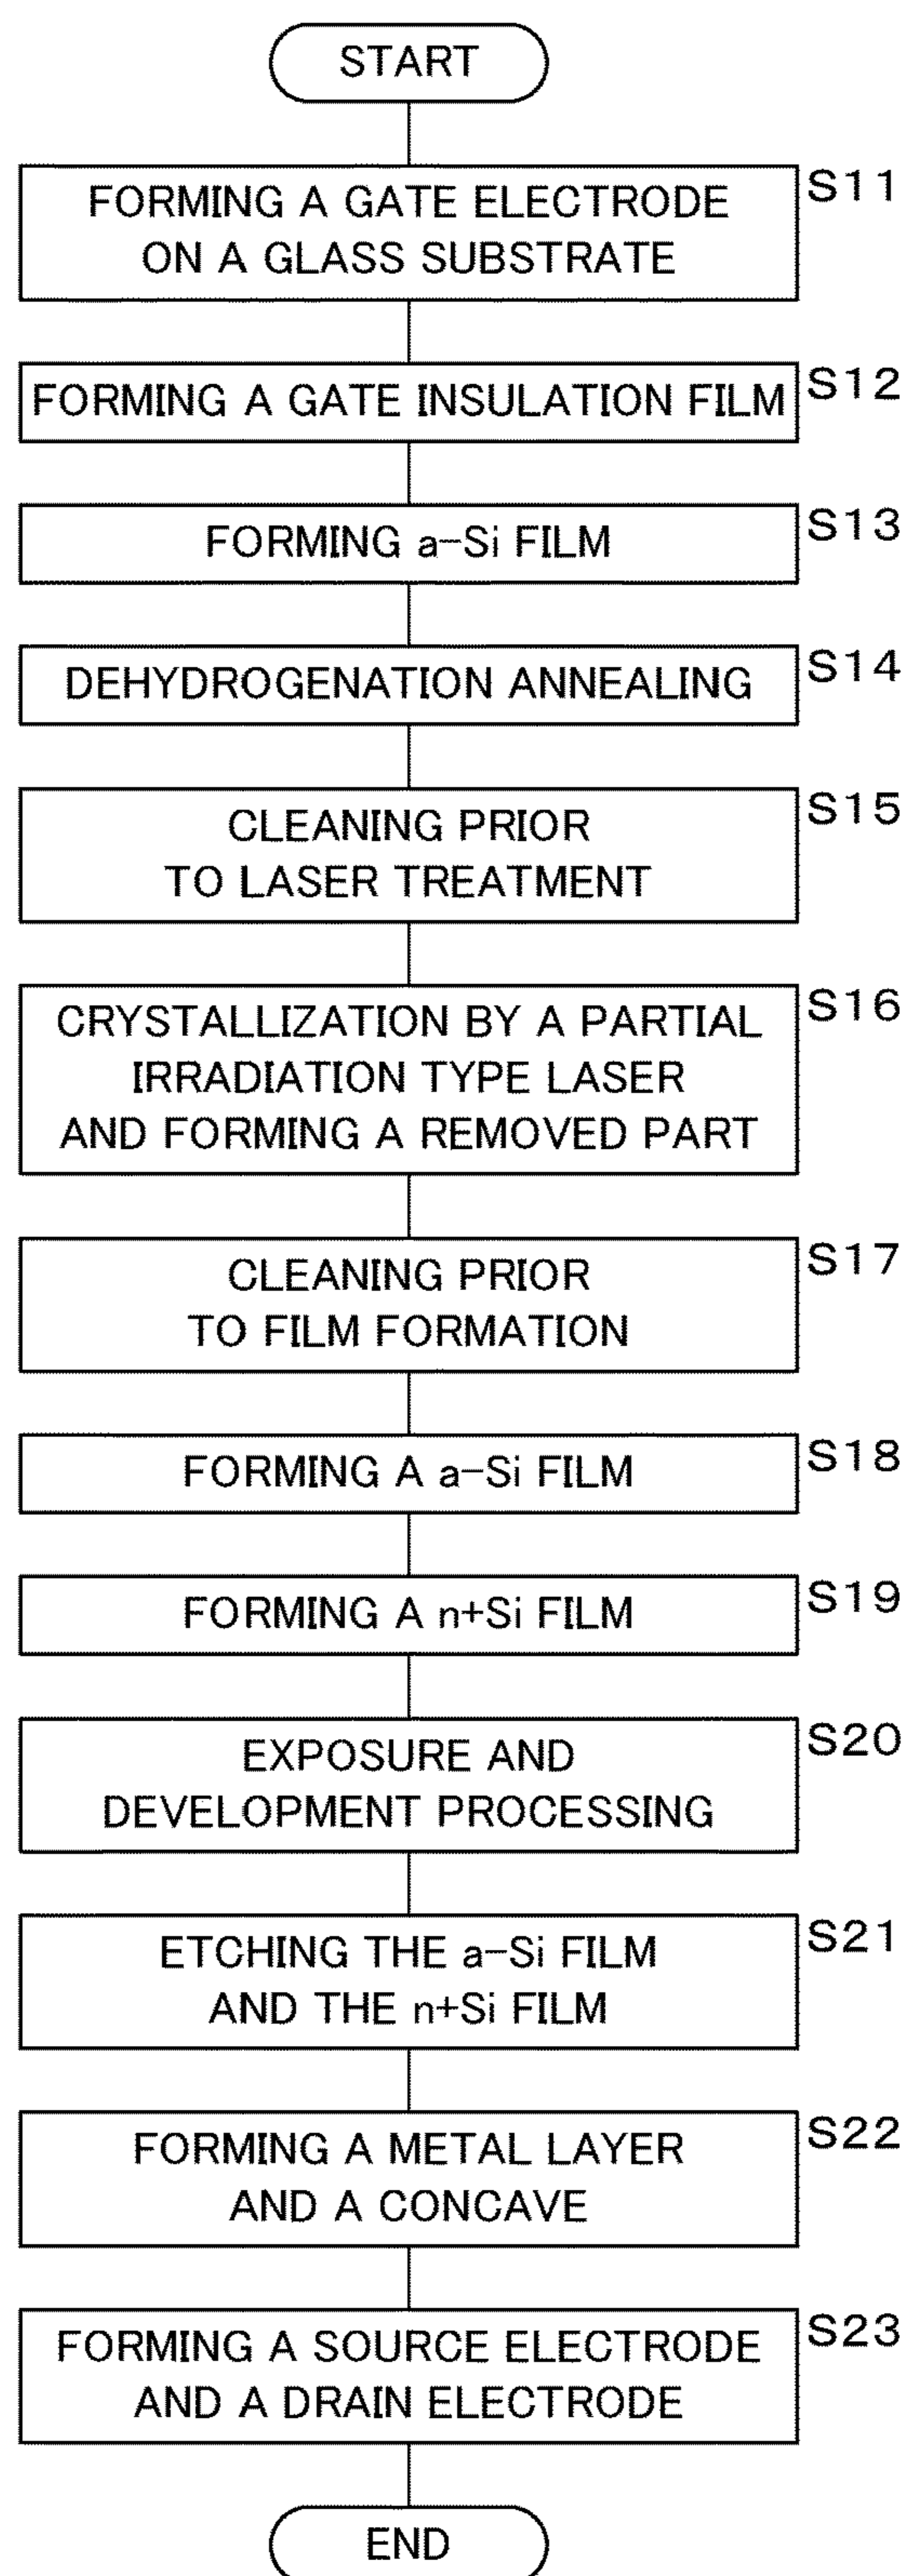 START
S11
FORMING A GATE ELECTRODE
ON A GLASS SUBSTRATE
S12
FORMING A GATE INSULATION FILM
S13
FORMING a-Si FILM
S14
DEHYDROGENATION ANNEALING
S15
CLEANING PRIOR
TO LASER TREATMENT
S16
CRYSTALLIZATION BY A PARTIAL
IRRADIATION TYPE LASER
AND FORMING A REMOVED PART
S17
CLEANING PRIOR
TO FILM FORMATION
S18
FORMING A a-Si FILM
S19
FORMING A n+Si FILM
S20
EXPOSURE AND
DEVELOPMENT PROCESSING
S21
ETCHING THE a-Si FILM
AND THE n+Si FILM
S22
FORMING A METAL LAYER
AND A CONCAVE
S23
FORMING A SOURCE ELECTRODE
AND A DRAIN ELECTRODE
END